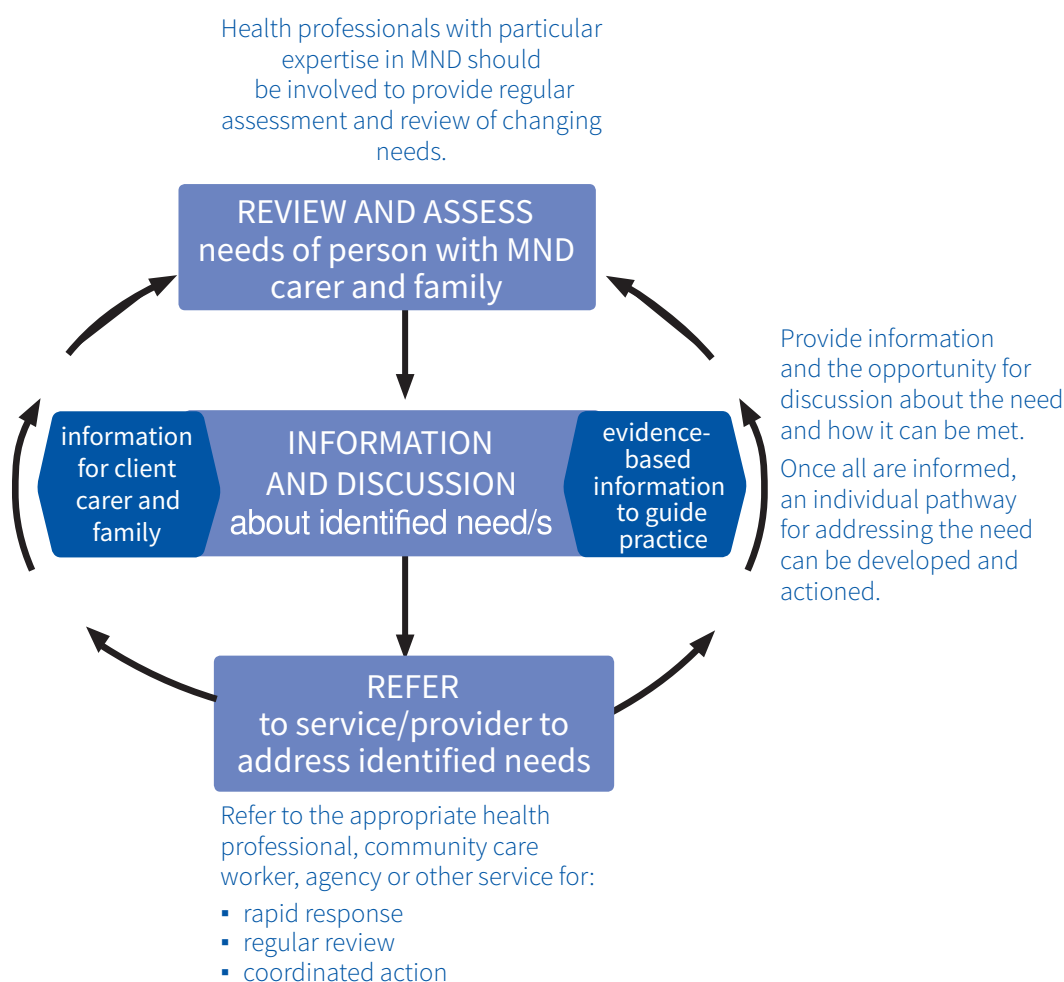 Health professionals with particular
expertise in MND should
be involved to provide regular
assessment and review of changing
needs.
REVIEW AND ASSESS
needs of person with MND
carer and family
Provide information
and the opportunity for
discussion about the need
and how it can be met.
Once all are informed,
an individual pathway
for addressing the need
can be developed and
actioned.
information
for client
carer and
family
INFORMATION
AND DISCUSSION
about identified need/s
evidence-
based
information
to guide
practice
REFER
to service/provider to
address identified needs
Refer to the appropriate health
professional, community care
worker, agency or other service for:
▪ rapid response
▪ regular review
▪ coordinated action